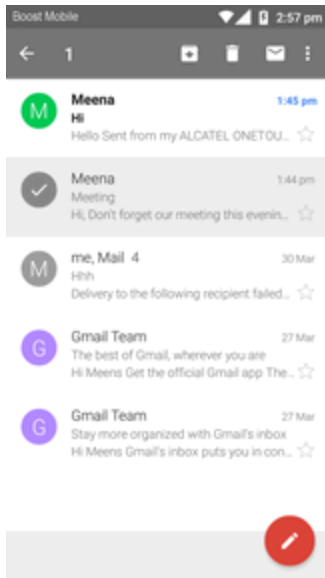 Boost Mobile 2:57 pm
1
M Meena 1:45 pm
Hi
Hello Sent from my ALCATEL ONETOU...
Meena 1:44 pm
Meeting
Hi, Don't forget our meeting this evenin...
M me, Mail 4 30 Mar
Hhh
Delivery to the following recipient failed...
G Gmail Team 27 Mar
The best of Gmail, wherever you are
Hi Meens Get the official Gmail app The...
G Gmail Team 27 Mar
Stay more organized with Gmail's inbox
Hi Meens Gmail's inbox puts you in con...